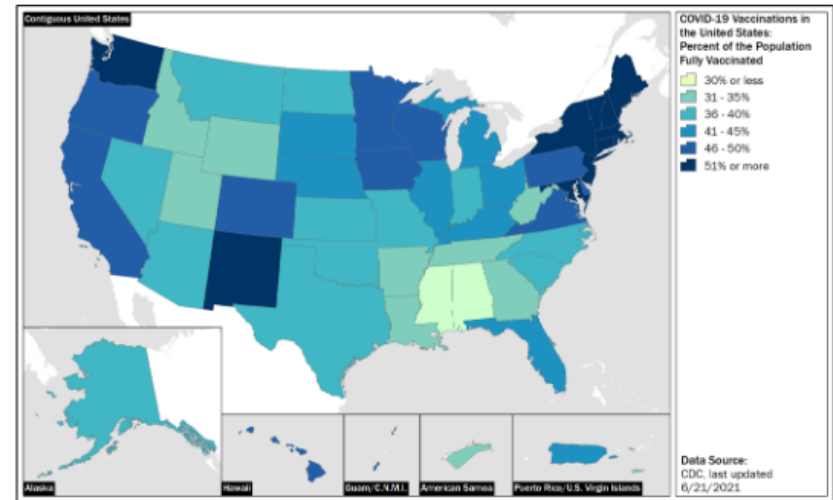 Contiguous United States
COVID-19 Vaccinations in
the United States:
Percent of the Population
Fully Vaccinated
30% or less
31 - 35%
36 - 40%
41 - 45%
46 - 50%
51% or more
Alaska
Hawaii
Guam/C.N.M.I.
American Samoa
Puerto Rico/U.S. Virgin Islands
Data Source:
CDC, last updated
6/21/2021